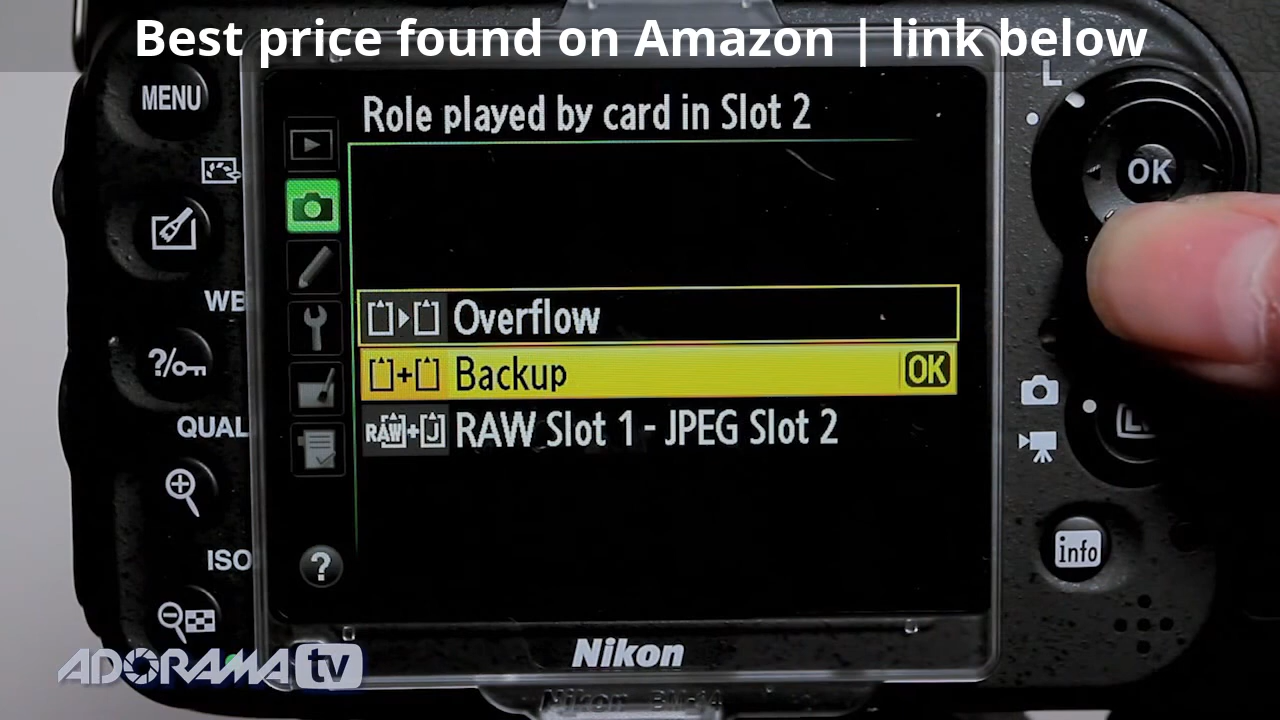 Best price found on Amazon | link below
MENU
L
Role played by card in Slot 2
OK
Overflow
Backup
OK
RAW Slot 1 - JPEG Slot 2
RAW
J
?
WB
QUAL
ISO
info
Nikon
ADORAMA tv